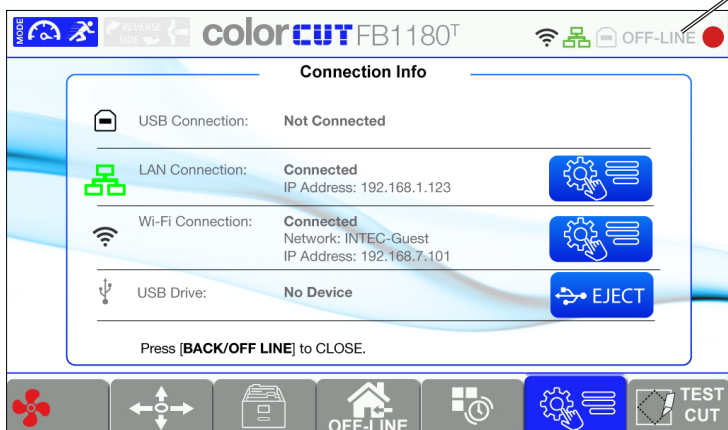 MODE
REVERSE
SIDE
colorCUT FB1180T
OFF-LINE
Connection Info
USB Connection: Not Connected
LAN Connection: Connected
IP Address: 192.168.1.123
Wi-Fi Connection: Connected
Network: INTEC-Guest
IP Address: 192.168.7.101
USB Drive: No Device
EJECT
Press [BACK/OFF LINE] to CLOSE.
OFF-LINE
TEST
CUT